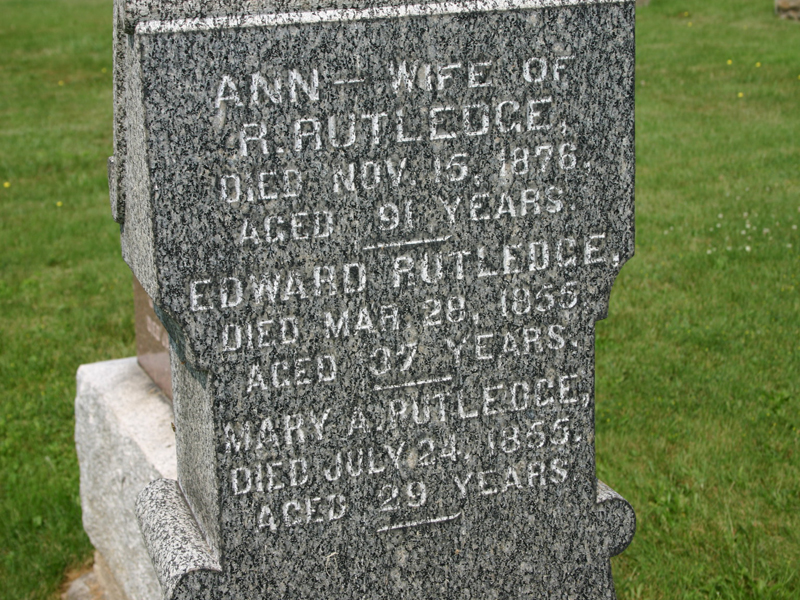 ANN — WIFE OF
R. RUTLEDGE,
DIED NOV. 15, 1876,
AGED 91 YEARS.
EDWARD RUTLEDGE,
DIED MAR 28, 1855
AGED 37 YEARS.
MARY A. RUTLEDGE,
DIED JULY 24, 1855.
AGED 29 YEARS